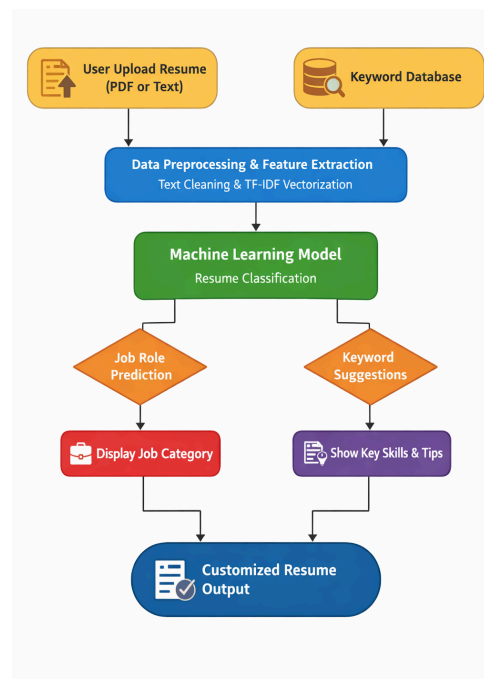 User Upload Resume
(PDF or Text)
Keyword Database
Data Preprocessing & Feature Extraction
Text Cleaning & TF-IDF Vectorization
Machine Learning Model
Resume Classification
Job Role
Prediction
Keyword
Suggestions
Display Job Category
Show Key Skills & Tips
Customized Resume
Output